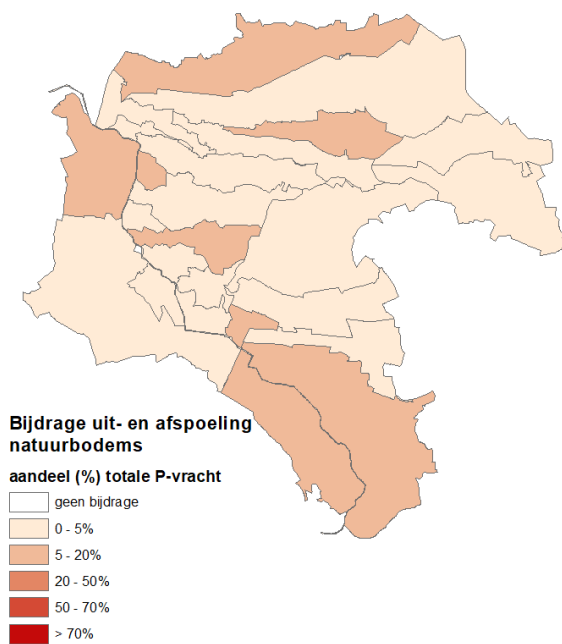 Bijdrage uit- en afspoeling
natuurbodems
aandeel (%) totale P-vracht
geen bijdrage
0 - 5%
5 - 20%
20 - 50%
50 - 70%
> 70%